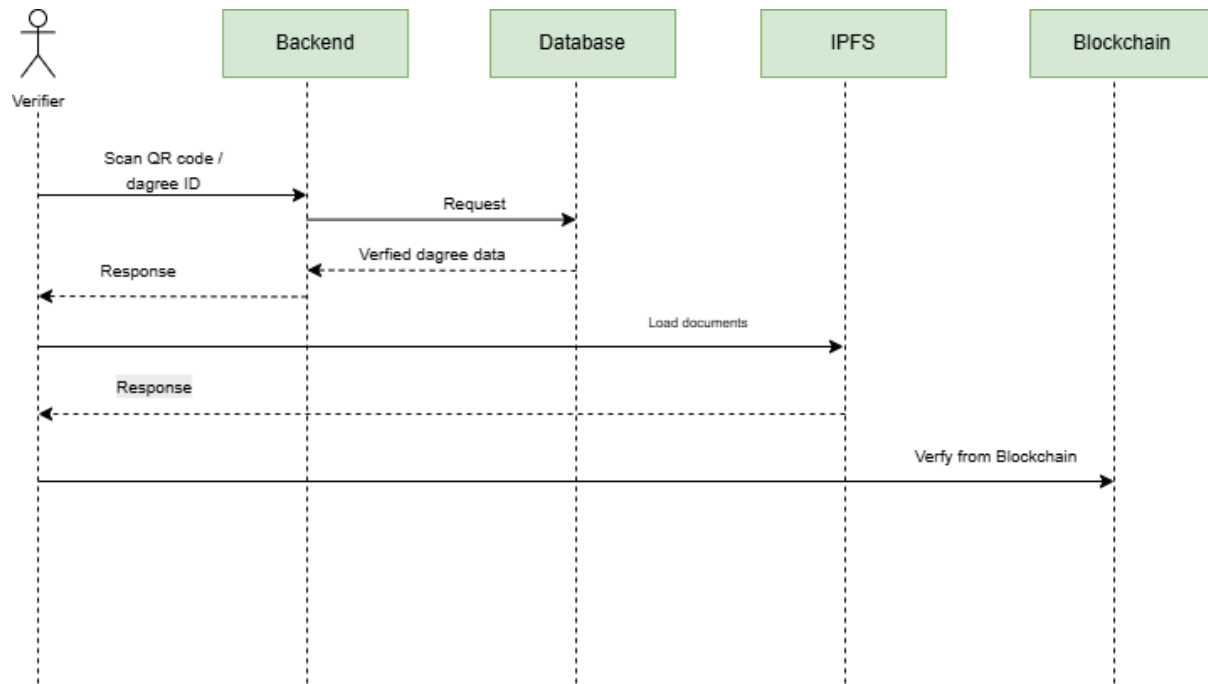 Backend
Database
IPFS
Blockchain
Verifier
Scan QR code /
dagree ID
Request
Verfied dagree data
Response
Load documents
Response
Verfy from Blockchain